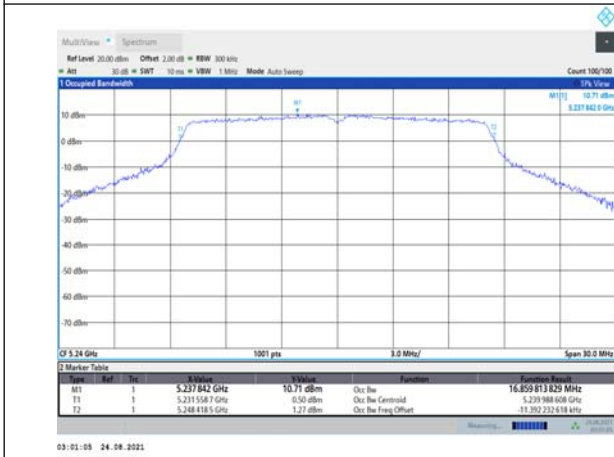 MultiView Spectrum
Ref Level 20.00 dBm Offset 2.00 dB RBW 300 kHz
Att 30 dB SWT 10 ms VBW 1 MHz Mode Auto Sweep Count 100/100
1 Occupied Bandwidth 1Pk View
M1[1] 10.71 dBm
5.237 842 0 GHz
M1
10 dBm
T1
T2
0 dBm
-10 dBm
-20 dBm
-30 dBm
-40 dBm
-50 dBm
-60 dBm
-70 dBm
CF 5.24 GHz 1001 pts 3.0 MHz/ Span 30.0 MHz
2 Marker Table
Type Ref Trc X-Value Y-Value Function Function Result
M1 1 5.237 842 GHz 10.71 dBm Occ Bw 16.859 813 829 MHz
T1 1 5.231 558 7 GHz 0.50 dBm Occ Bw Centroid 5.239 988 608 GHz
T2 1 5.248 418 5 GHz 1.27 dBm Occ Bw Freq Offset -11.392 232 618 kHz
Measuring...
24.08.2021
03:01:05
03:01:05 24.08.2021